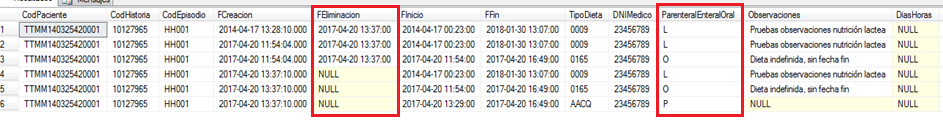 Mensajes
CodPaciente CodHistoria CodEpisodio FCreacion FEliminacion FInicio FFin TipoDieta DNIMedico ParenteralEnteralOral Observaciones DiasHoras
1 TTMM140325420001 10127965 HH001 2014-04-17 13:28:10.000 2017-04-20 13:37:00 2014-04-17 00:23:00 2018-01-30 13:07:00 0009 23456789 L Pruebas observaciones nutrición lactea NULL
2 TTMM140325420001 10127965 HH001 2017-04-20 11:54:04.000 2017-04-20 13:37:00 2014-04-17 00:23:00 2018-01-30 13:07:00 0009 23456789 L Pruebas observaciones nutrición lactea NULL
3 TTMM140325420001 10127965 HH001 2017-04-20 11:54:04.000 2017-04-20 13:37:00 2017-04-20 11:54:00 2017-04-20 16:49:00 0165 23456789 O Dieta indefinida, sin fecha fin NULL
4 TTMM140325420001 10127965 HH001 2017-04-20 13:37:10.000 NULL 2014-04-17 00:23:00 2018-01-30 13:07:00 0009 23456789 L Pruebas observaciones nutrición lactea NULL
5 TTMM140325420001 10127965 HH001 2017-04-20 13:37:10.000 NULL 2017-04-20 11:54:00 2017-04-20 16:49:00 0165 23456789 O Dieta indefinida, sin fecha fin NULL
6 TTMM140325420001 10127965 HH001 2017-04-20 13:37:10.000 NULL 2017-04-20 13:29:00 2017-04-20 16:49:00 AACQ 23456789 P NULL NULL